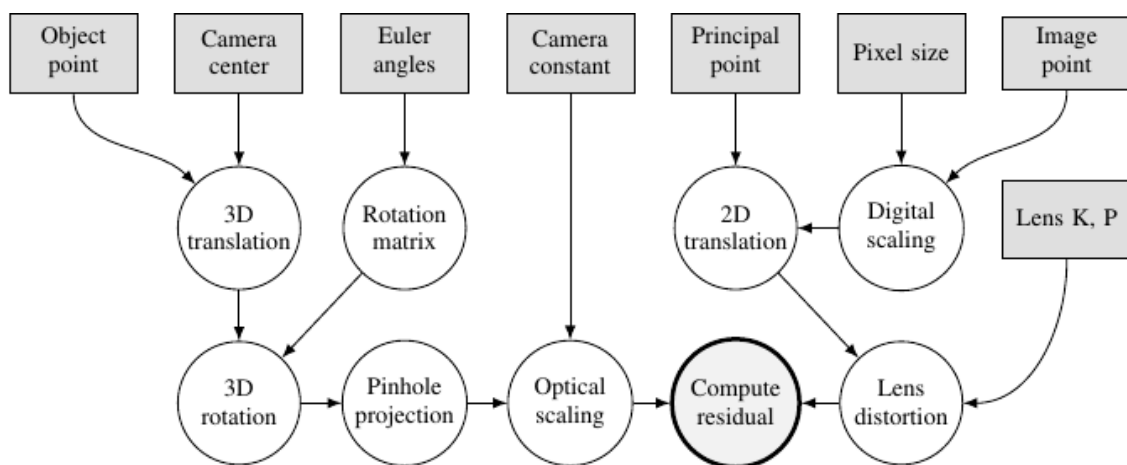 Object
point
Camera
center
Euler
angles
Camera
constant
Principal
point
Pixel size
Image
point
3D
translation
Rotation
matrix
2D
translation
Digital
scaling
Lens K, P
3D
rotation
Pinhole
projection
Optical
scaling
Compute
residual
Lens
distortion